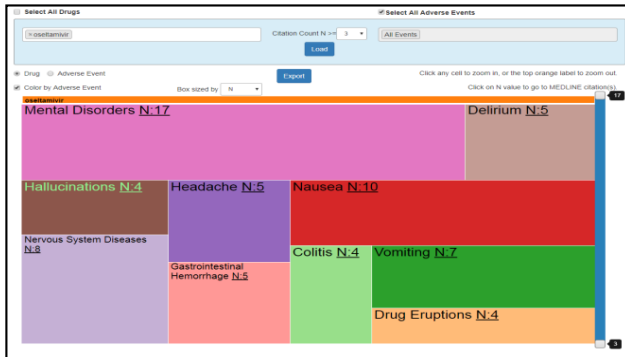 Select All Drugs
Select All Adverse Events
×oseltamivir
Citation Count N >= 3
All Events
Load
Drug Adverse Event
Export
Click any cell to zoom in, or the top orange label to zoom out.
Color by Adverse Event
Box sized by N
Click on N value to go to MEDLINE citation(s)
oseltamivir
17
Mental Disorders N:17
Delirium N:5
Hallucinations N:4
Headache N:5
Nausea N:10
Nervous System Diseases
N:8
Colitis N:4
Vomiting N:7
Gastrointestinal
Hemorrhage N:5
Drug Eruptions N:4
3